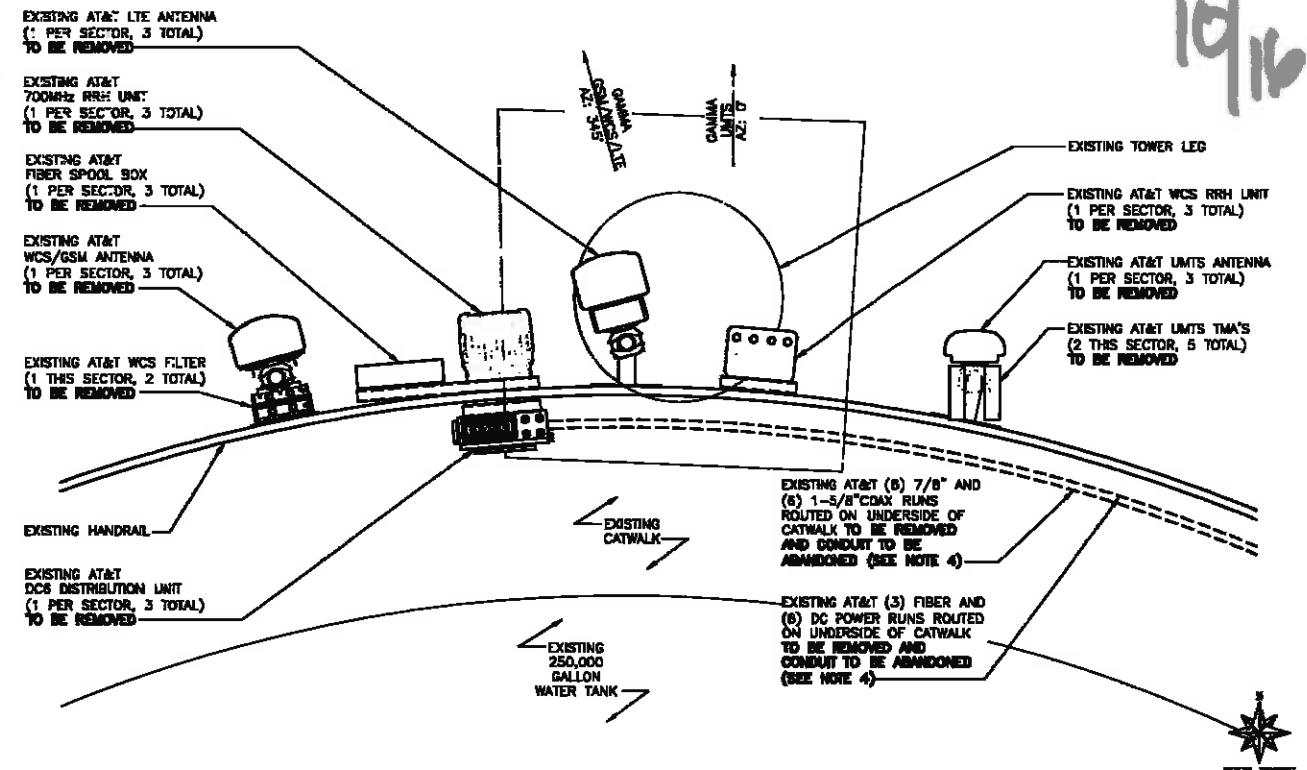 EXISTING AT&T LTE ANTENNA
(1 PER SECTOR, 3 TOTAL)
TO BE REMOVED
EXISTING AT&T
700MHz RRH UNIT
(1 PER SECTOR, 3 TOTAL)
TO BE REMOVED
EXISTING AT&T
FIBER SPOOL BOX
(1 PER SECTOR, 3 TOTAL)
TO BE REMOVED
EXISTING AT&T
WCS/GSM ANTENNA
(1 PER SECTOR, 3 TOTAL)
TO BE REMOVED
EXISTING AT&T WCS FILTER
(1 THIS SECTOR, 2 TOTAL)
TO BE REMOVED
EXISTING HANDRAIL
EXISTING AT&T
DC6 DISTRIBUTION UNIT
(1 PER SECTOR, 3 TOTAL)
TO BE REMOVED
GAMMA
GSM/WCS/LTE
AZ: 345°
GAMMA
UMTS
AZ: 0°
10/16
EXISTING TOWER LEG
EXISTING AT&T WCS RRH UNIT
(1 PER SECTOR, 3 TOTAL)
TO BE REMOVED
EXISTING AT&T UMTS ANTENNA
(1 PER SECTOR, 3 TOTAL)
TO BE REMOVED
EXISTING AT&T UMTS TMA'S
(2 THIS SECTOR, 5 TOTAL)
TO BE REMOVED
EXISTING
CATWALK
EXISTING
250,000
GALLON
WATER TANK
EXISTING AT&T (6) 7/8" AND
(6) 1-5/8"COAX RUNS
ROUTED ON UNDERSIDE OF
CATWALK TO BE REMOVED
AND CONDUIT TO BE
ABANDONED (SEE NOTE 4)
EXISTING AT&T (3) FIBER AND
(6) DC POWER RUNS ROUTED
ON UNDERSIDE OF CATWALK
TO BE REMOVED AND
CONDUIT TO BE ABANDONED
(SEE NOTE 4)
N